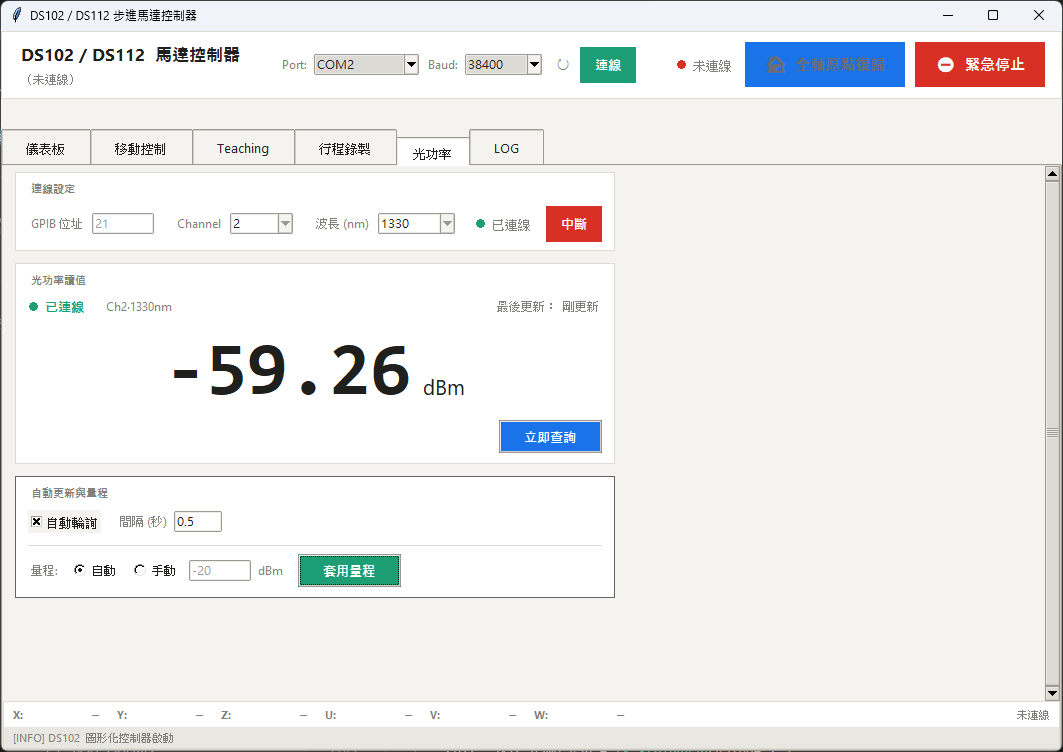 DS102 / DS112 步進馬達控制器
DS102 / DS112 馬達控制器
(未連線)
Port: COM2 Baud: 38400 連線 未連線 全軸原點復歸 緊急停止
儀表板 移動控制 Teaching 行程錄製 光功率 LOG
連線設定
GPIB 位址 21 Channel 2 波長 (nm) 1330 已連線 中斷
光功率讀值
已連線 Ch2·1330nm 最後更新： 剛更新
-59.26 dBm
立即查詢
自動更新與量程
自動輪詢 間隔 (秒) 0.5
量程: 自動 手動 -20 dBm 套用量程
X: — Y: — Z: — U: — V: — W: — 未連線
[INFO] DS102 圖形化控制器啟動